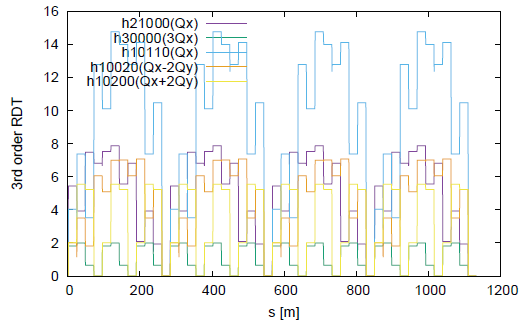 16
14
12
10
8
6
4
2
0
3rd order RDT
h21000(Qx)
h30000(3Qx)
h10110(Qx)
h10020(Qx-2Qy)
h10200(Qx+2Qy)
0 200 400 600 800 1000 1200
s [m]